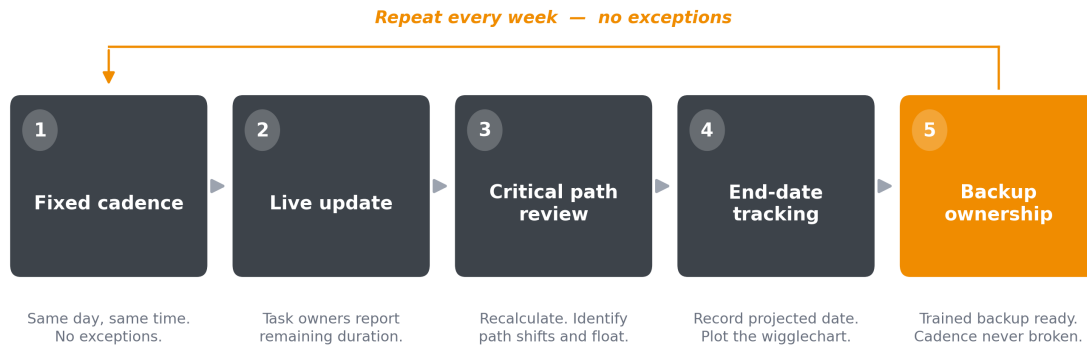 Repeat every week — no exceptions
1
Fixed cadence
Same day, same time.
No exceptions.
2
Live update
Task owners report
remaining duration.
3
Critical path
review
Recalculate. Identify
path shifts and float.
4
End-date
tracking
Record projected date.
Plot the wigglechart.
5
Backup
ownership
Trained backup ready.
Cadence never broken.